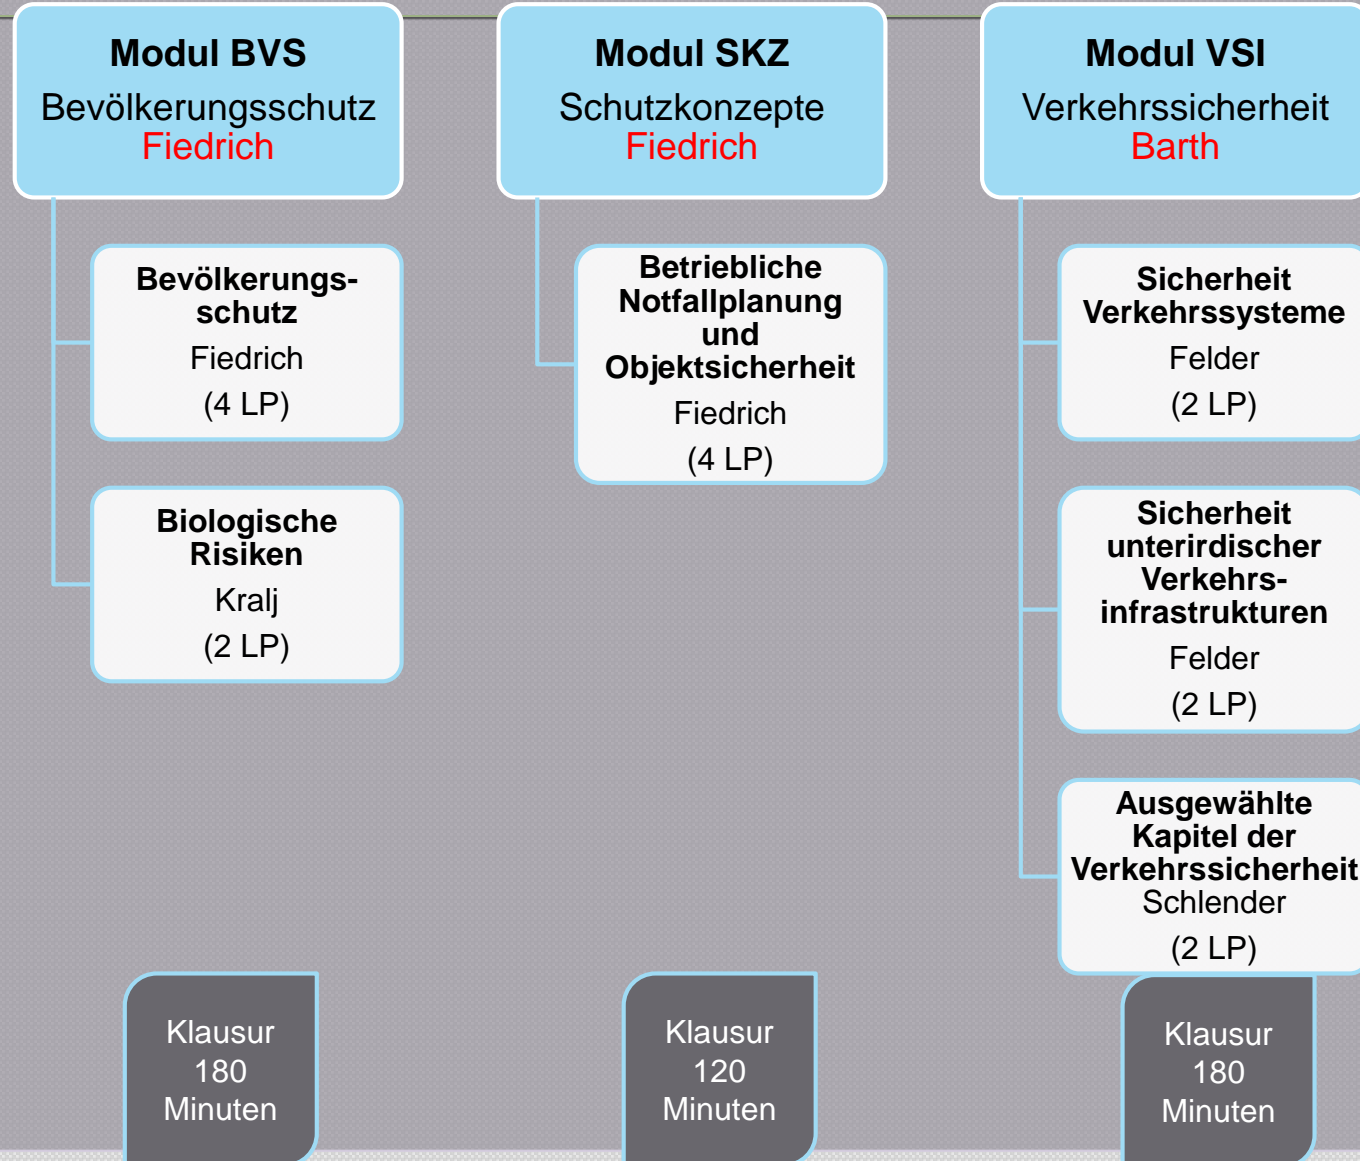 Modul BVS
Bevölkerungsschutz
Fiedrich
Bevölkerungs-
schutz
Fiedrich
(4 LP)
Biologische
Risiken
Kralj
(2 LP)
Klausur
180
Minuten
Modul SKZ
Schutzkonzepte
Fiedrich
Betriebliche
Notfallplanung
und
Objektsicherheit
Fiedrich
(4 LP)
Klausur
120
Minuten
Modul VSI
Verkehrssicherheit
Barth
Sicherheit
Verkehrssysteme
Felder
(2 LP)
Sicherheit
unterirdischer
Verkehrs-
infrastrukturen
Felder
(2 LP)
Ausgewählte
Kapitel der
Verkehrssicherheit
Schlender
(2 LP)
Klausur
180
Minuten